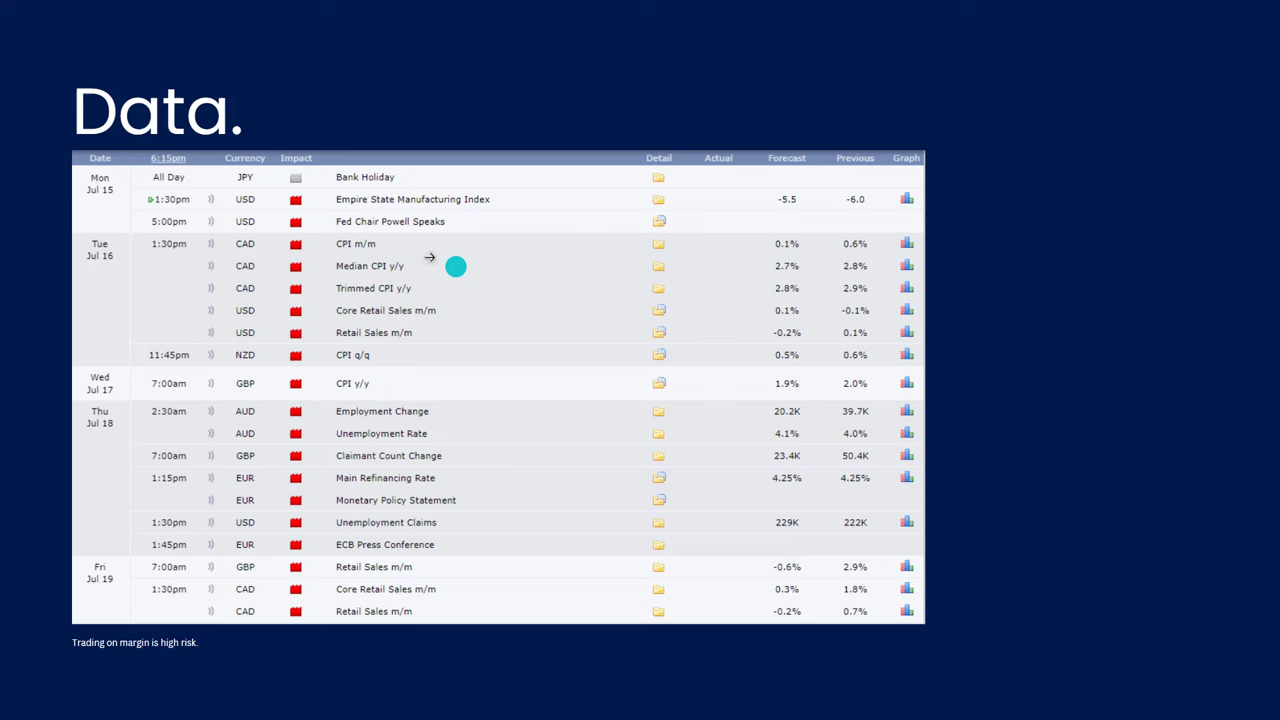 Data.
Date 6:15pm Currency Impact Detail Actual Forecast Previous Graph
Mon Jul 15 All Day JPY Bank Holiday
1:30pm USD Empire State Manufacturing Index -5.5 -6.0
5:00pm USD Fed Chair Powell Speaks
Tue Jul 16 1:30pm CAD CPI m/m 0.1% 0.6%
CAD Median CPI y/y 2.7% 2.8%
CAD Trimmed CPI y/y 2.8% 2.9%
USD Core Retail Sales m/m 0.1% -0.1%
USD Retail Sales m/m -0.2% 0.1%
11:45pm NZD CPI q/q 0.5% 0.6%
Wed Jul 17 7:00am GBP CPI y/y 1.9% 2.0%
Thu Jul 18 2:30am AUD Employment Change 20.2K 39.7K
AUD Unemployment Rate 4.1% 4.0%
7:00am GBP Claimant Count Change 23.4K 50.4K
1:15pm EUR Main Refinancing Rate 4.25% 4.25%
EUR Monetary Policy Statement
1:30pm USD Unemployment Claims 229K 222K
1:45pm EUR ECB Press Conference
Fri Jul 19 7:00am GBP Retail Sales m/m -0.6% 2.9%
1:30pm CAD Core Retail Sales m/m 0.3% 1.8%
CAD Retail Sales m/m -0.2% 0.7%
Trading on margin is high risk.